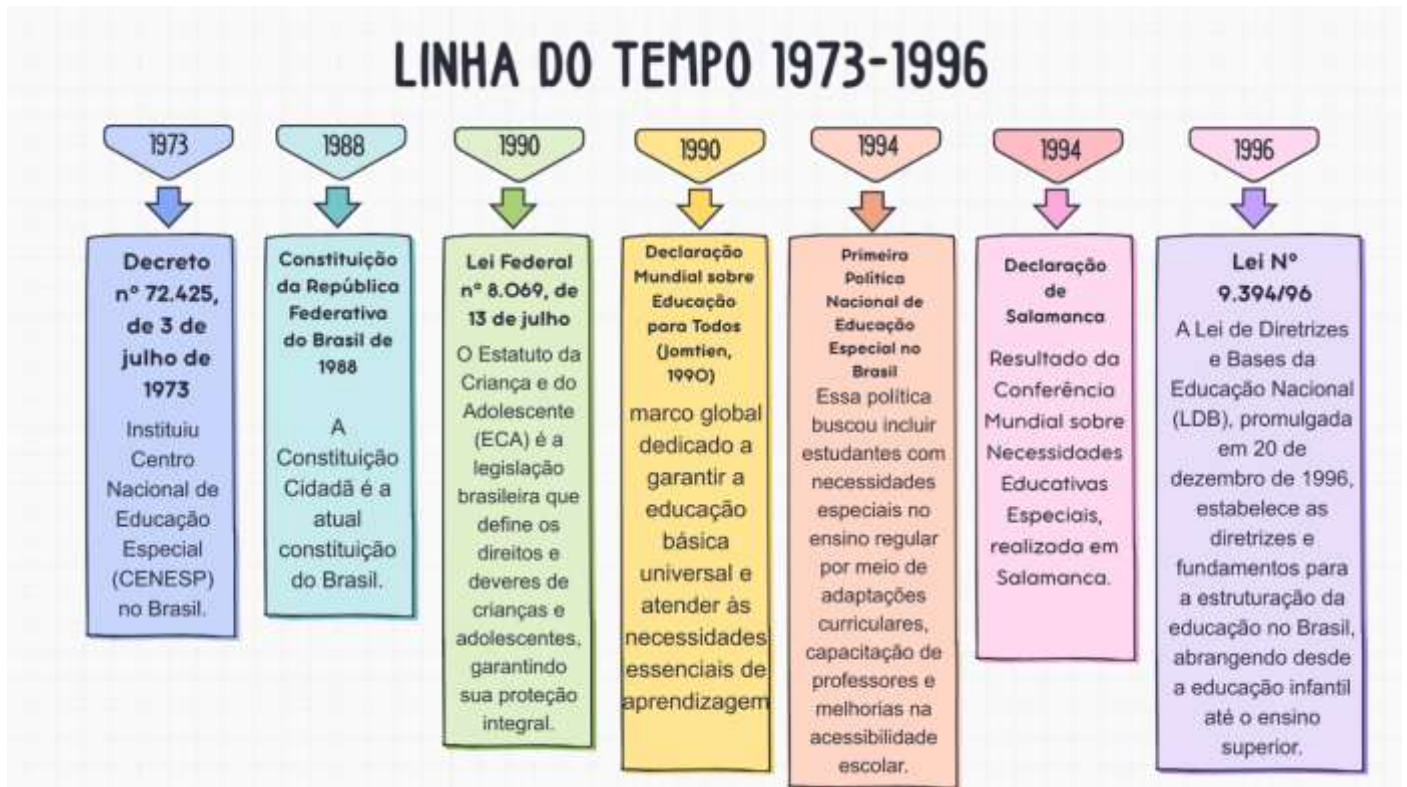 LINHA DO TEMPO 1973-1996
1973
Decreto
nº 72.425,
de 3 de
julho de
1973
Instituiu
Centro
Nacional de
Educação
Especial
(CENESP)
no Brasil.
1988
Constituição
da República
Federativa
do Brasil de
1988
A
Constituição
Cidadã é a
atual
constituição
do Brasil.
1990
Lei Federal
nº 8.069, de
13 de julho
O Estatuto da
Criança e do
Adolescente
(ECA) é a
legislação
brasileira que
define os
direitos e
deveres de
crianças e
adolescentes,
garantindo
sua proteção
integral.
1990
Declaração
Mundial sobre
Educação
para Todos
(Jomtien,
1990)
marco global
dedicado a
garantir a
educação
básica
universal e
atender às
necessidades
essenciais de
aprendizagem
1994
Primeira
Política
Nacional de
Educação
Especial no
Brasil
Essa política
buscou incluir
estudantes com
necessidades
especiais no
ensino regular
por meio de
adaptações
curriculares,
capacitação de
professores e
melhorias na
acessibilidade
escolar.
1994
Declaração
de
Salamanca
Resultado da
Conferência
Mundial sobre
Necessidades
Educativas
Especiais,
realizada em
Salamanca.
1996
Lei Nº
9.394/96
A Lei de Diretrizes
e Bases da
Educação Nacional
(LDB), promulgada
em 20 de
dezembro de 1996,
estabelece as
diretrizes e
fundamentos para
a estruturação da
educação no Brasil,
abrangendo desde
a educação infantil
até o ensino
superior.